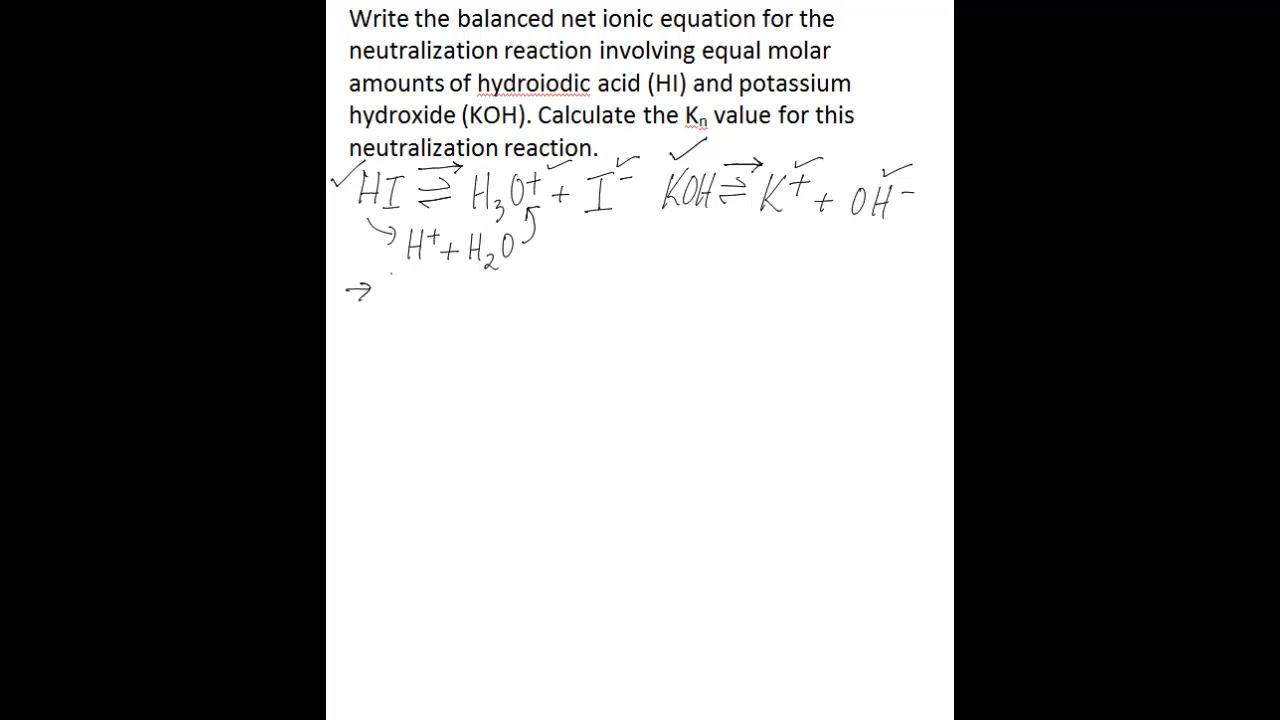 Write the balanced net ionic equation for the
neutralization reaction involving equal molar
amounts of hydroiodic acid (HI) and potassium
hydroxide (KOH). Calculate the Kₙ value for this
neutralization reaction.
HI ⇌ H₃O⁺ + I⁻ KOH ⇌ K⁺ + OH⁻
H⁺ + H₂O
→